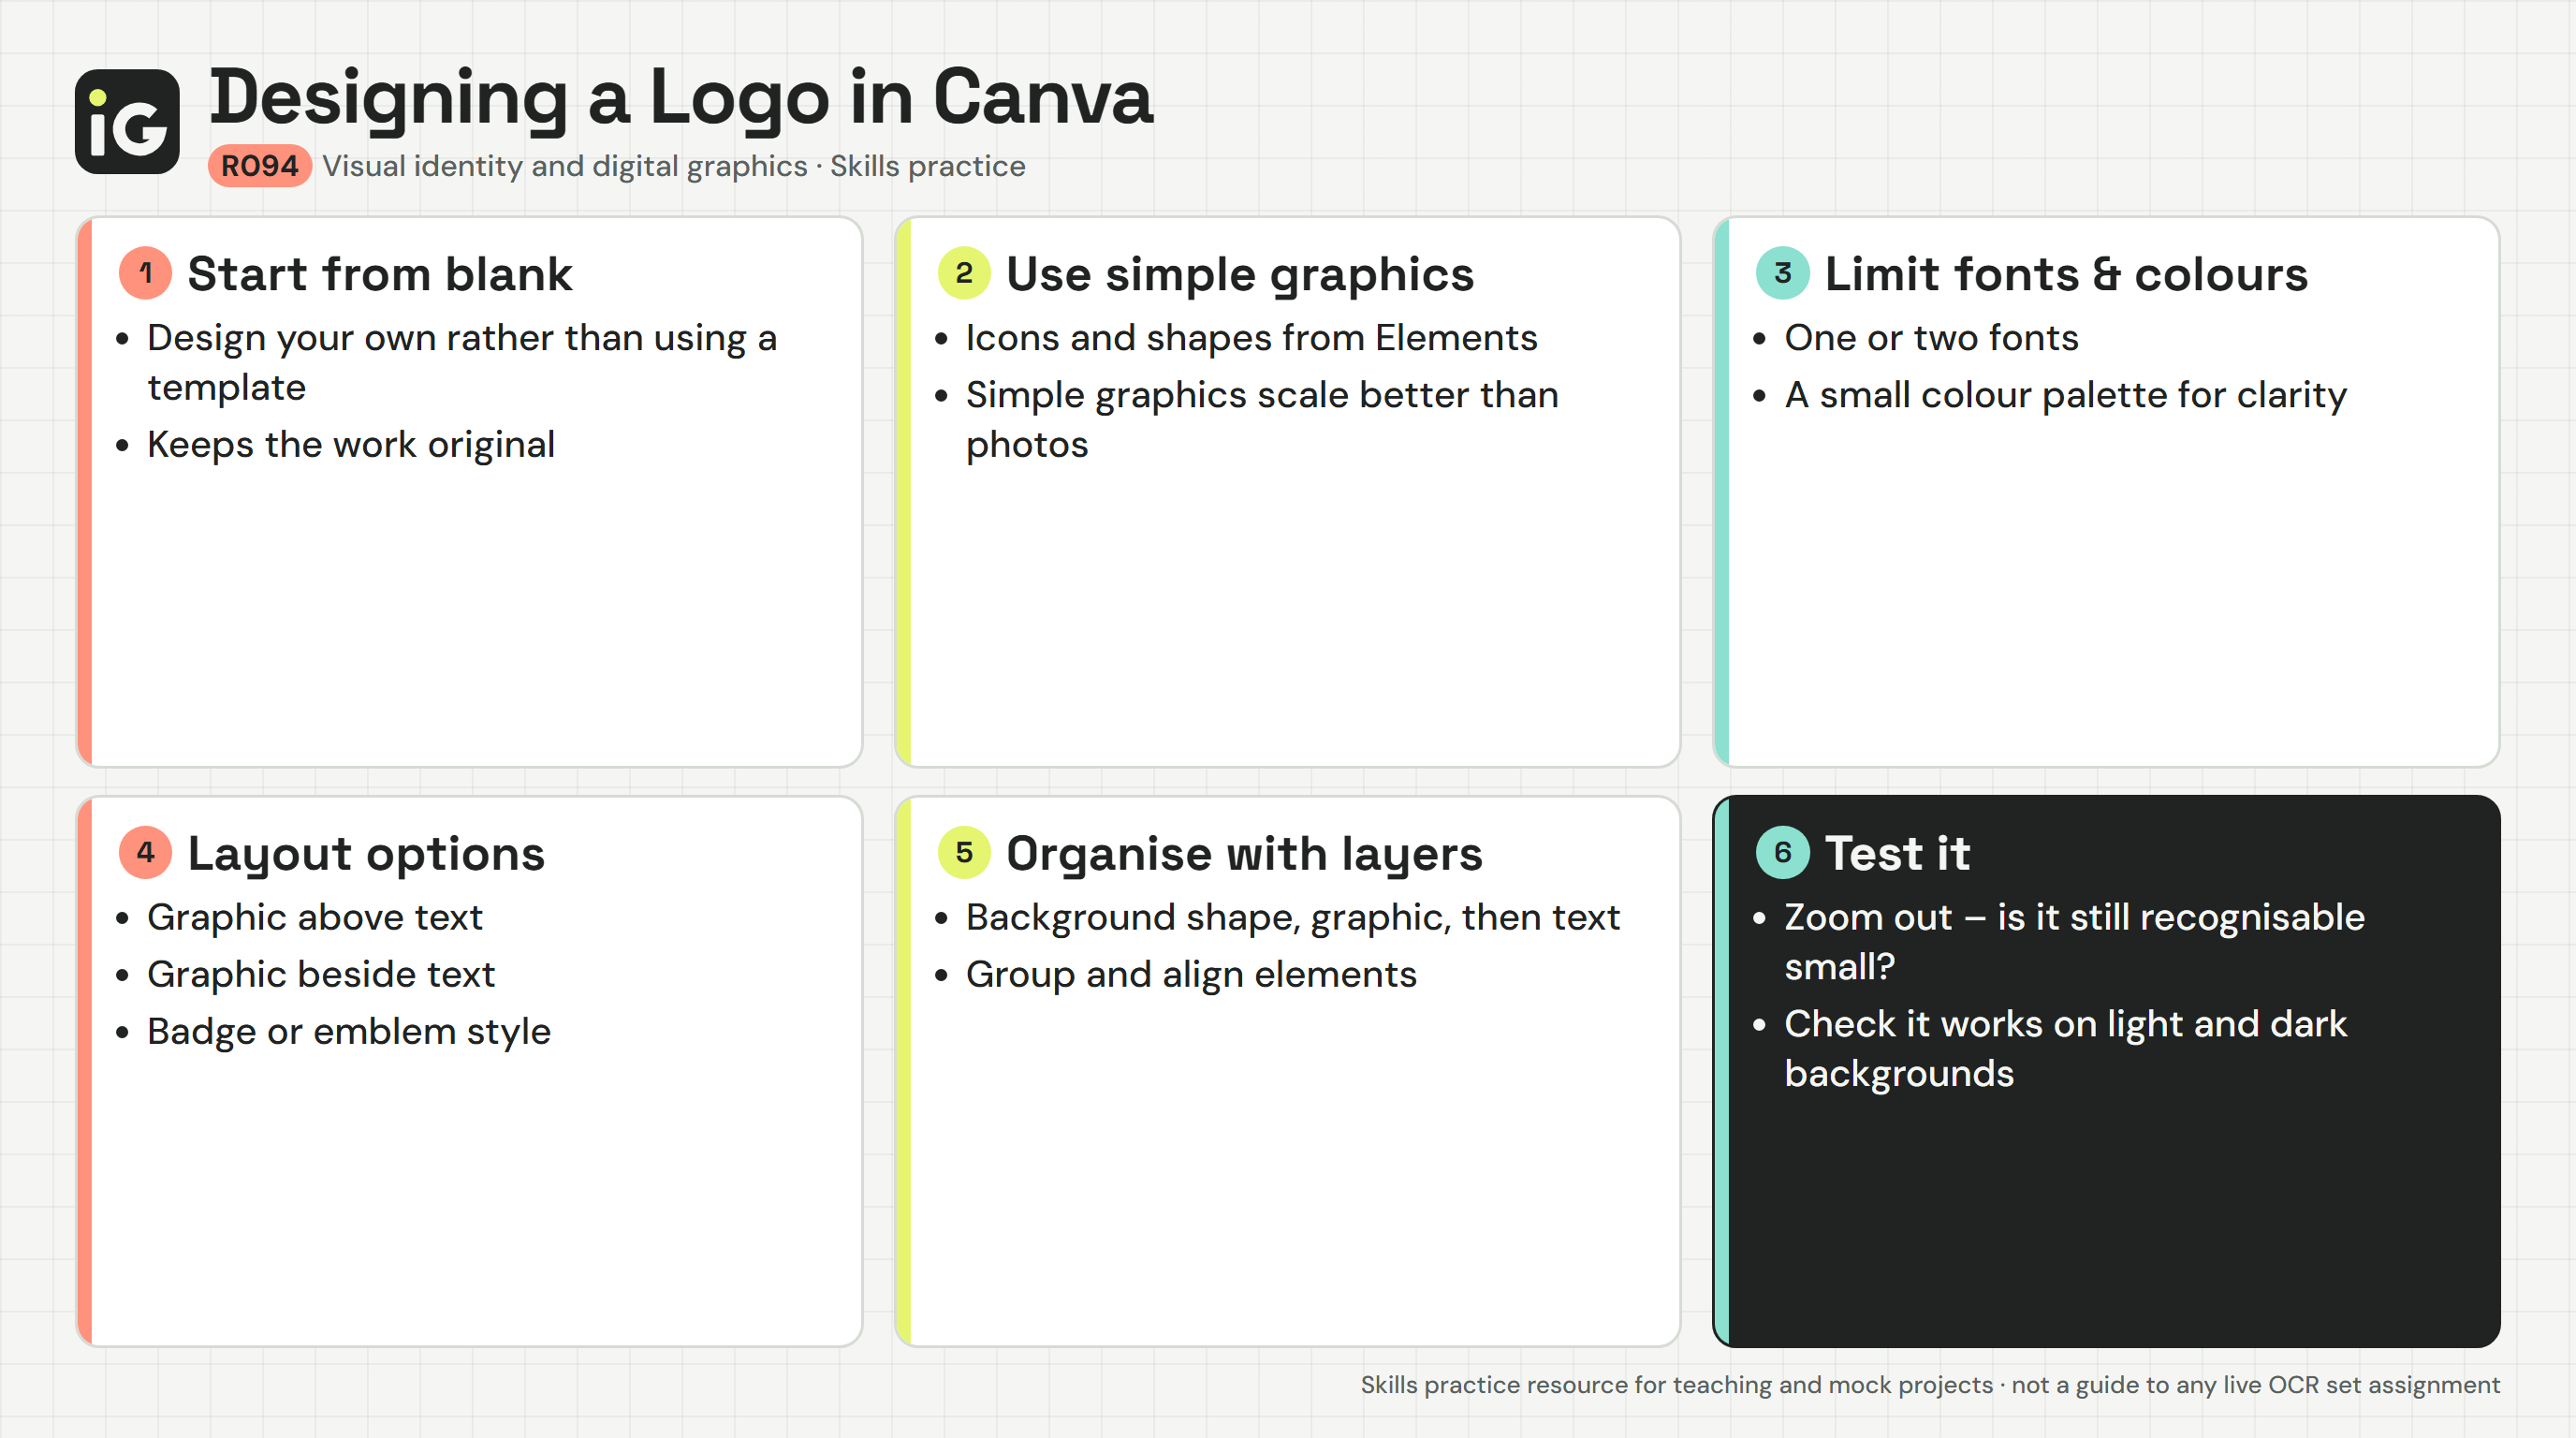 iG
Designing a Logo in Canva
R094 Visual identity and digital graphics · Skills practice
1 Start from blank
• Design your own rather than using a
template
• Keeps the work original
2 Use simple graphics
• Icons and shapes from Elements
• Simple graphics scale better than
photos
3 Limit fonts & colours
• One or two fonts
• A small colour palette for clarity
4 Layout options
• Graphic above text
• Graphic beside text
• Badge or emblem style
5 Organise with layers
• Background shape, graphic, then text
• Group and align elements
6 Test it
• Zoom out – is it still recognisable
small?
• Check it works on light and dark
backgrounds
Skills practice resource for teaching and mock projects · not a guide to any live OCR set assignment